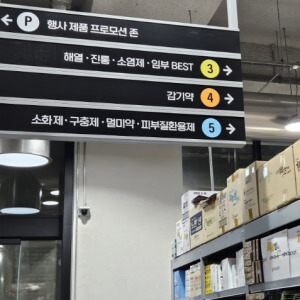 ← P 행사 제품 프로모션 존
해열·진통·소염제·임부 BEST 3 →
감기약 4 →
소화제·구충제·멀미약·피부질환용제 5 →